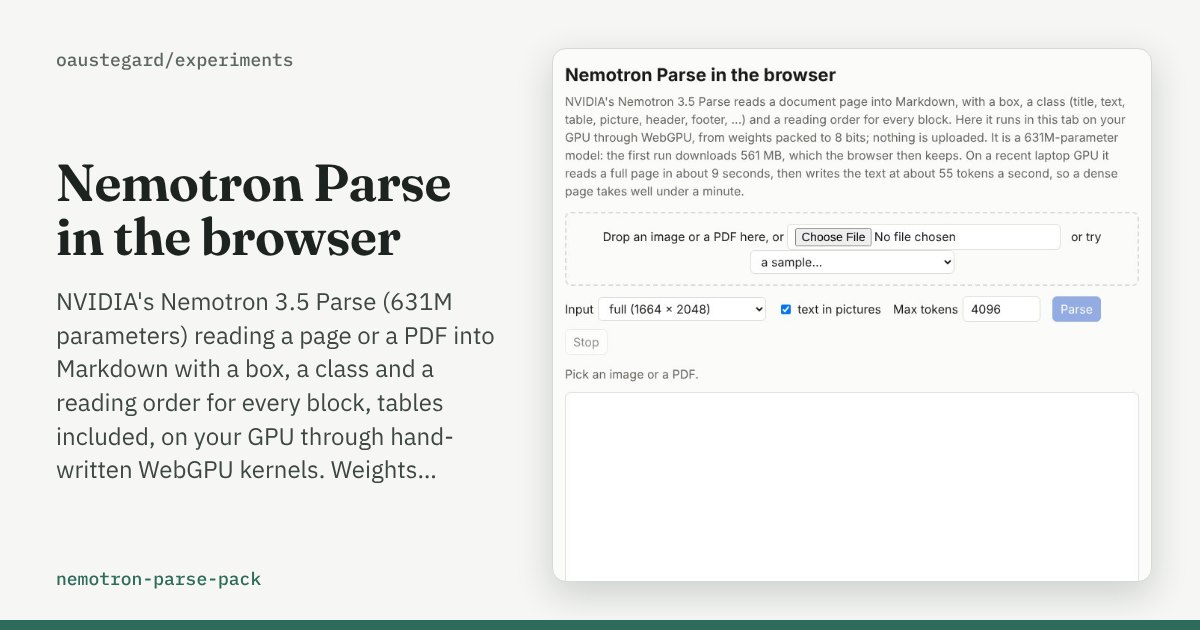 oaustegard/experiments
Nemotron Parse
in the browser
NVIDIA's Nemotron 3.5 Parse (631M
parameters) reading a page or a PDF into
Markdown with a box, a class and a
reading order for every block, tables
included, on your GPU through hand-
written WebGPU kernels. Weights...
nemotron-parse-pack
Nemotron Parse in the browser
NVIDIA's Nemotron 3.5 Parse reads a document page into Markdown, with a box, a class (title, text,
table, picture, header, footer, ...) and a reading order for every block. Here it runs in this tab on your
GPU through WebGPU, from weights packed to 8 bits; nothing is uploaded. It is a 631M-parameter
model: the first run downloads 561 MB, which the browser then keeps. On a recent laptop GPU it
reads a full page in about 9 seconds, then writes the text at about 55 tokens a second, so a dense
page takes well under a minute.
Drop an image or a PDF here, or Choose File No file chosen or try
a sample...
Input full (1664 × 2048) text in pictures Max tokens 4096 Parse
Stop
Pick an image or a PDF.